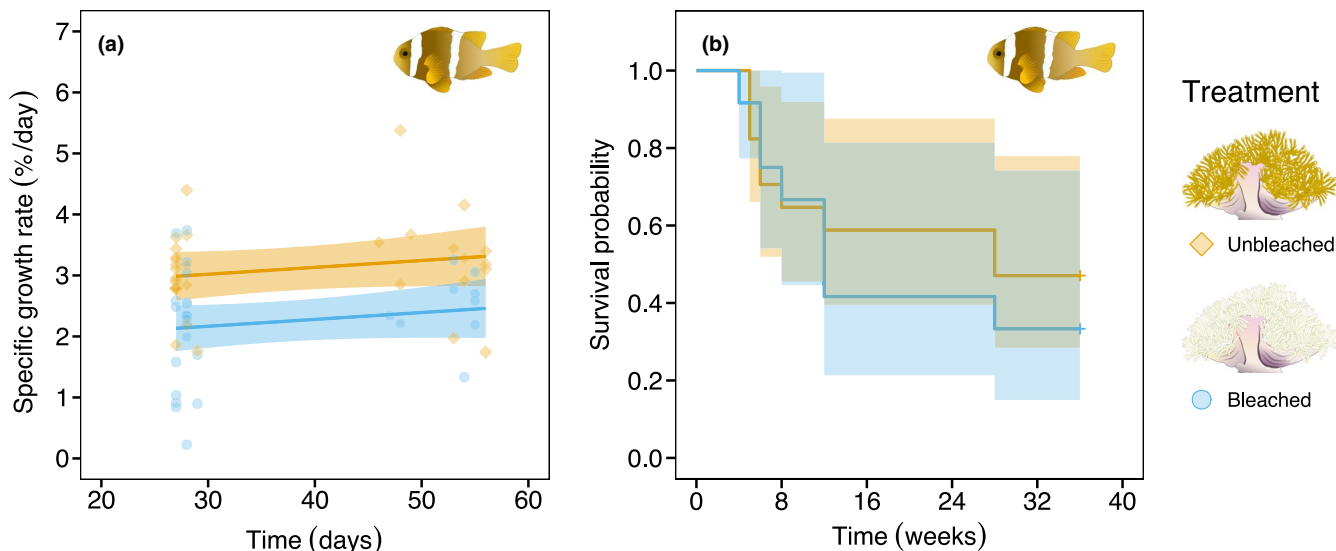 (a)
7
6
5
4
3
2
1
0
Specific growth rate (%/day)
20 30 40 50 60
Time (days)
(b)
1.0
0.8
0.6
0.4
0.2
0.0
Survival probability
0 8 16 24 32 40
Time (weeks)
Treatment
Unbleached
Bleached